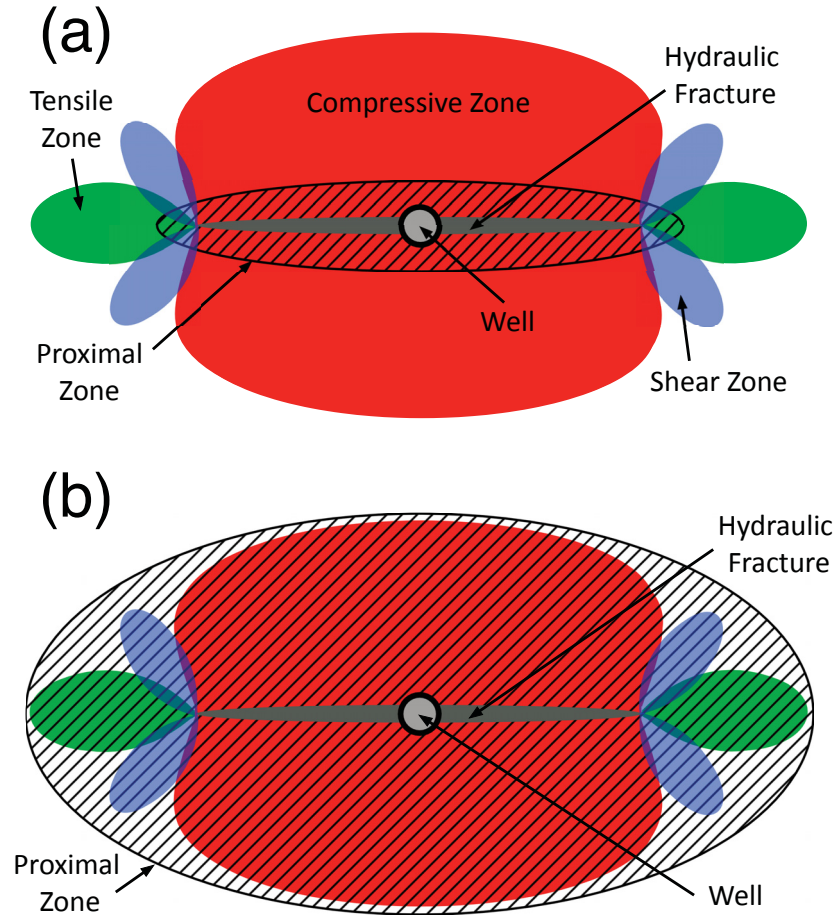 (a)
Hydraulic
Fracture
Tensile
Zone
Compressive Zone
Well
Proximal
Zone
Shear Zone
(b)
Hydraulic
Fracture
Proximal
Zone
Well